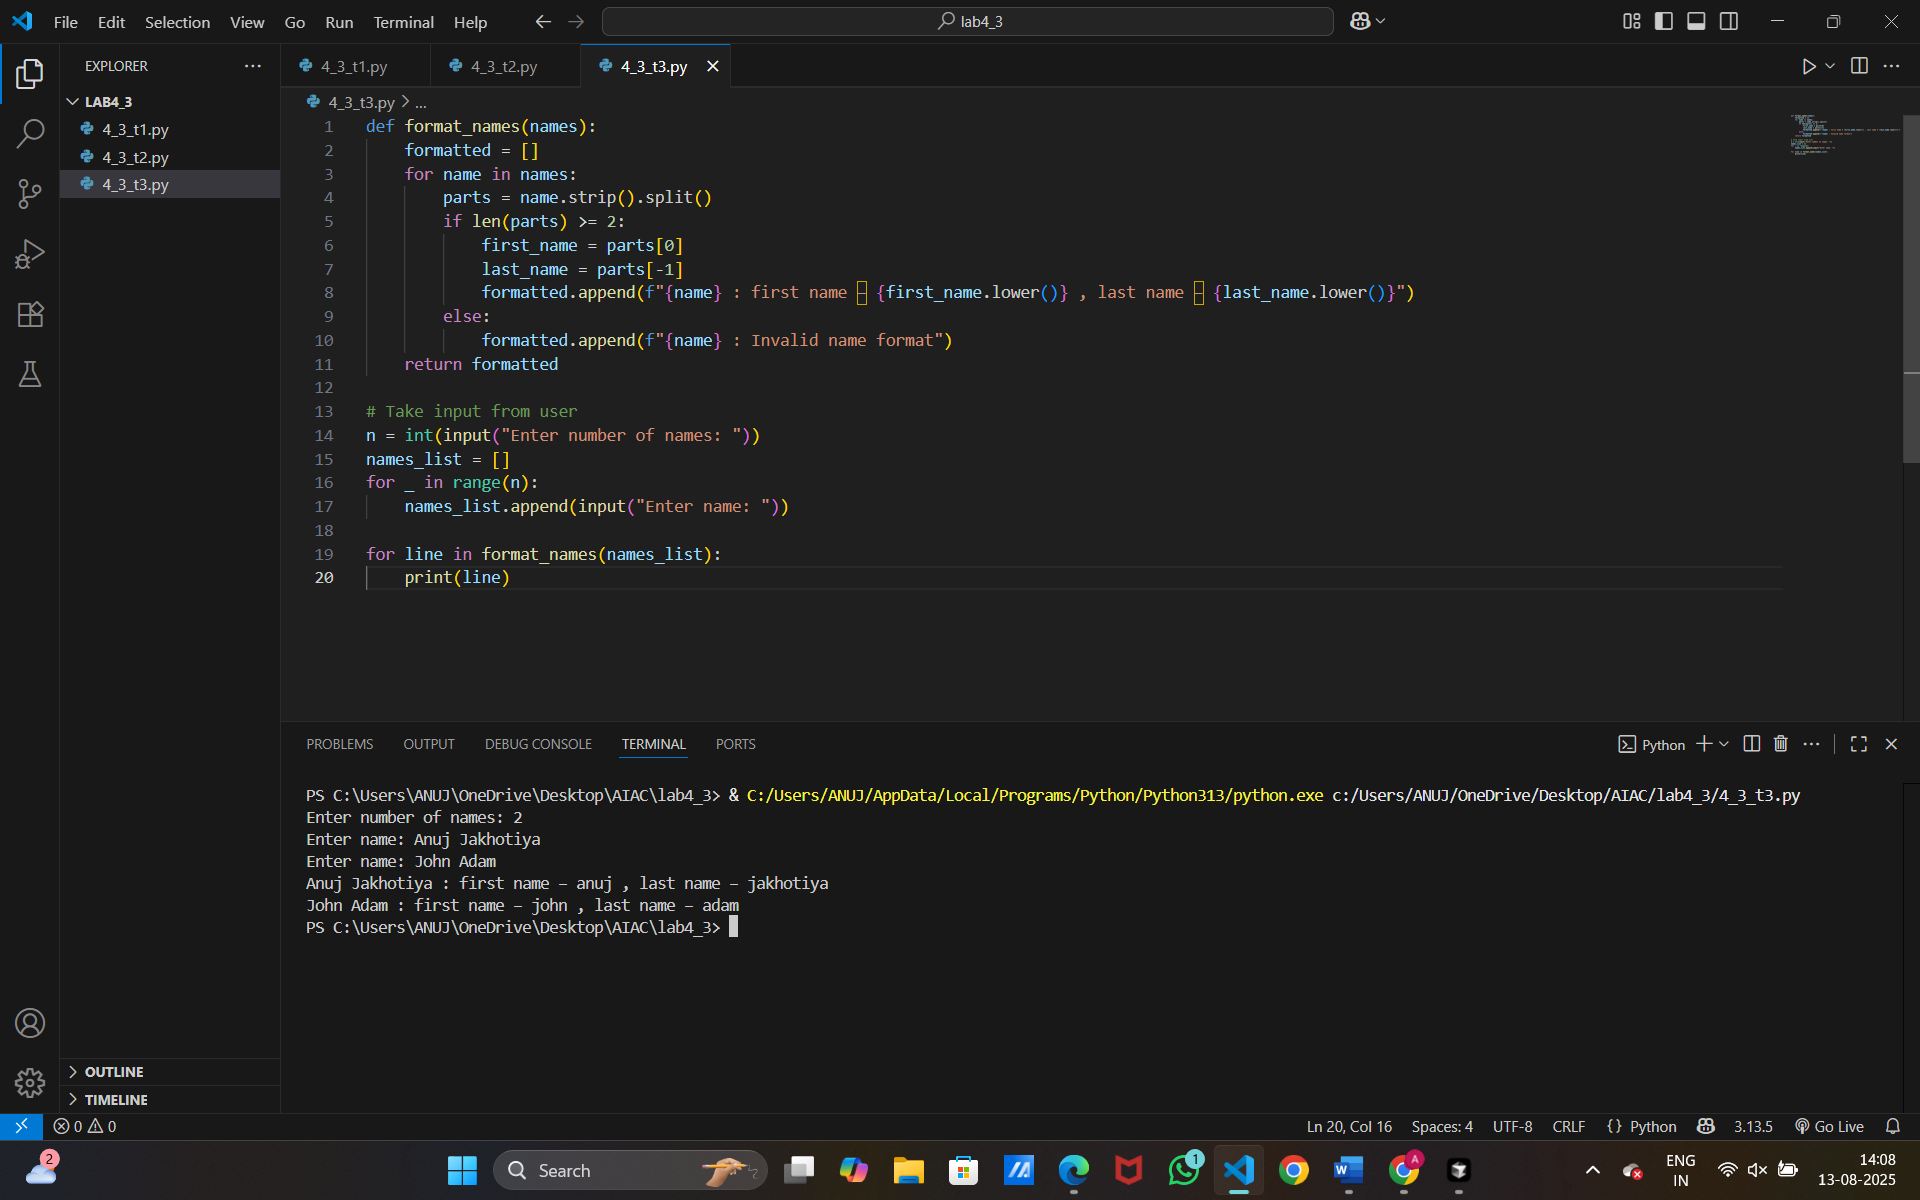 File Edit Selection View Go Run Terminal Help
lab4_3
EXPLORER
LAB4_3
4_3_t1.py
4_3_t2.py
4_3_t3.py
OUTLINE
TIMELINE
4_3_t1.py 4_3_t2.py 4_3_t3.py
4_3_t3.py > ...
1 def format_names(names):
2     formatted = []
3     for name in names:
4         parts = name.strip().split()
5         if len(parts) >= 2:
6             first_name = parts[0]
7             last_name = parts[-1]
8             formatted.append(f"{name} : first name – {first_name.lower()} , last name – {last_name.lower()}")
9         else:
10             formatted.append(f"{name} : Invalid name format")
11     return formatted
12
13 # Take input from user
14 n = int(input("Enter number of names: "))
15 names_list = []
16 for _ in range(n):
17     names_list.append(input("Enter name: "))
18
19 for line in format_names(names_list):
20     print(line)
PROBLEMS OUTPUT DEBUG CONSOLE TERMINAL PORTS
Python
PS C:\Users\ANUJ\OneDrive\Desktop\AIAC\lab4_3> & C:/Users/ANUJ/AppData/Local/Programs/Python/Python313/python.exe c:/Users/ANUJ/OneDrive/Desktop/AIAC/lab4_3/4_3_t3.py
Enter number of names: 2
Enter name: Anuj Jakhotiya
Enter name: John Adam
Anuj Jakhotiya : first name – anuj , last name – jakhotiya
John Adam : first name – john , last name – adam
PS C:\Users\ANUJ\OneDrive\Desktop\AIAC\lab4_3>
0 0
Ln 20, Col 16 Spaces: 4 UTF-8 CRLF {} Python 3.13.5 Go Live
2
Search
1
A
ENG
IN
14:08
13-08-2025